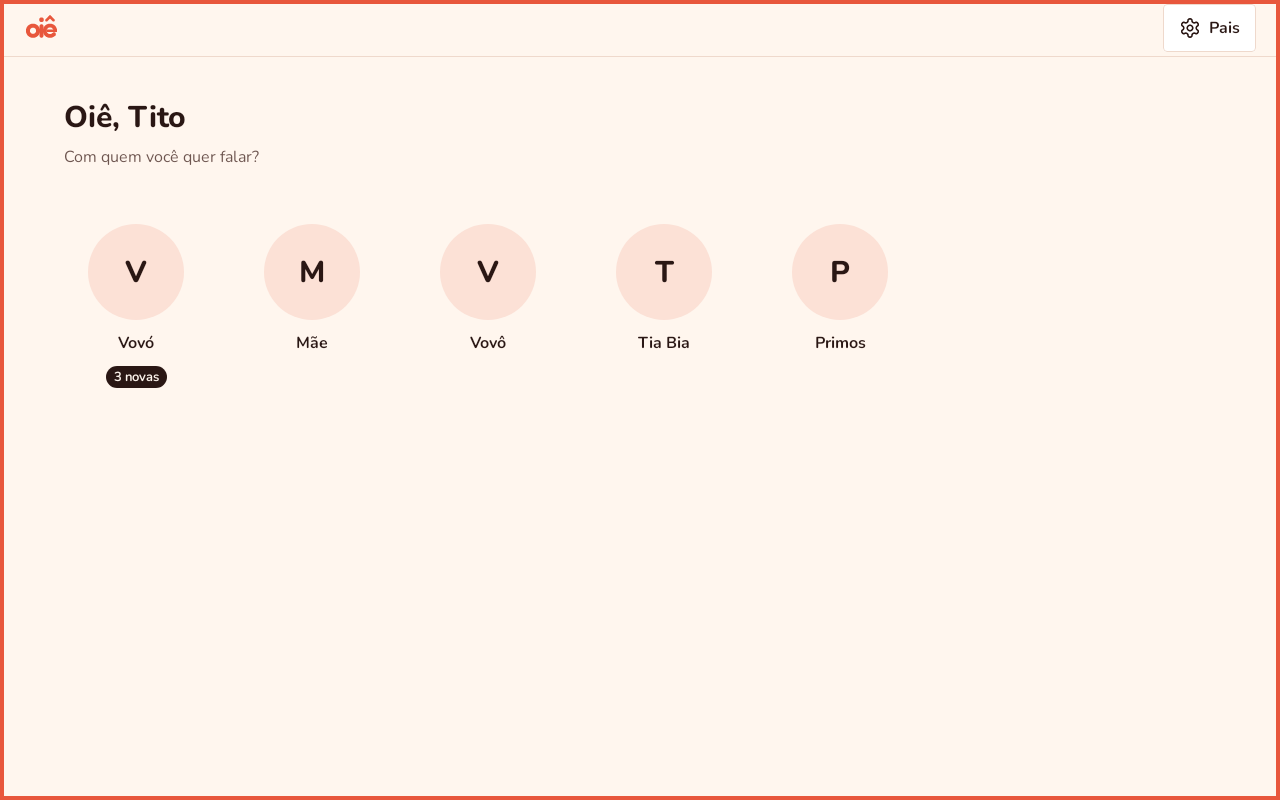 oiê
Pais
Oiê, Tito
Com quem você quer falar?
V
M
V
T
P
Vovó
Mãe
Vovô
Tia Bia
Primos
3 novas